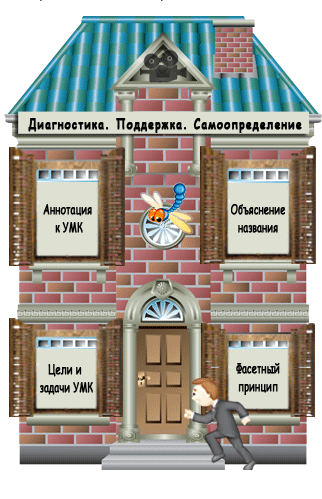 Диагностика. Поддержка. Самоопределение
Аннотация
к УМК
Объяснение
названия
Цели и
задачи УМК
Фасетный
принцип